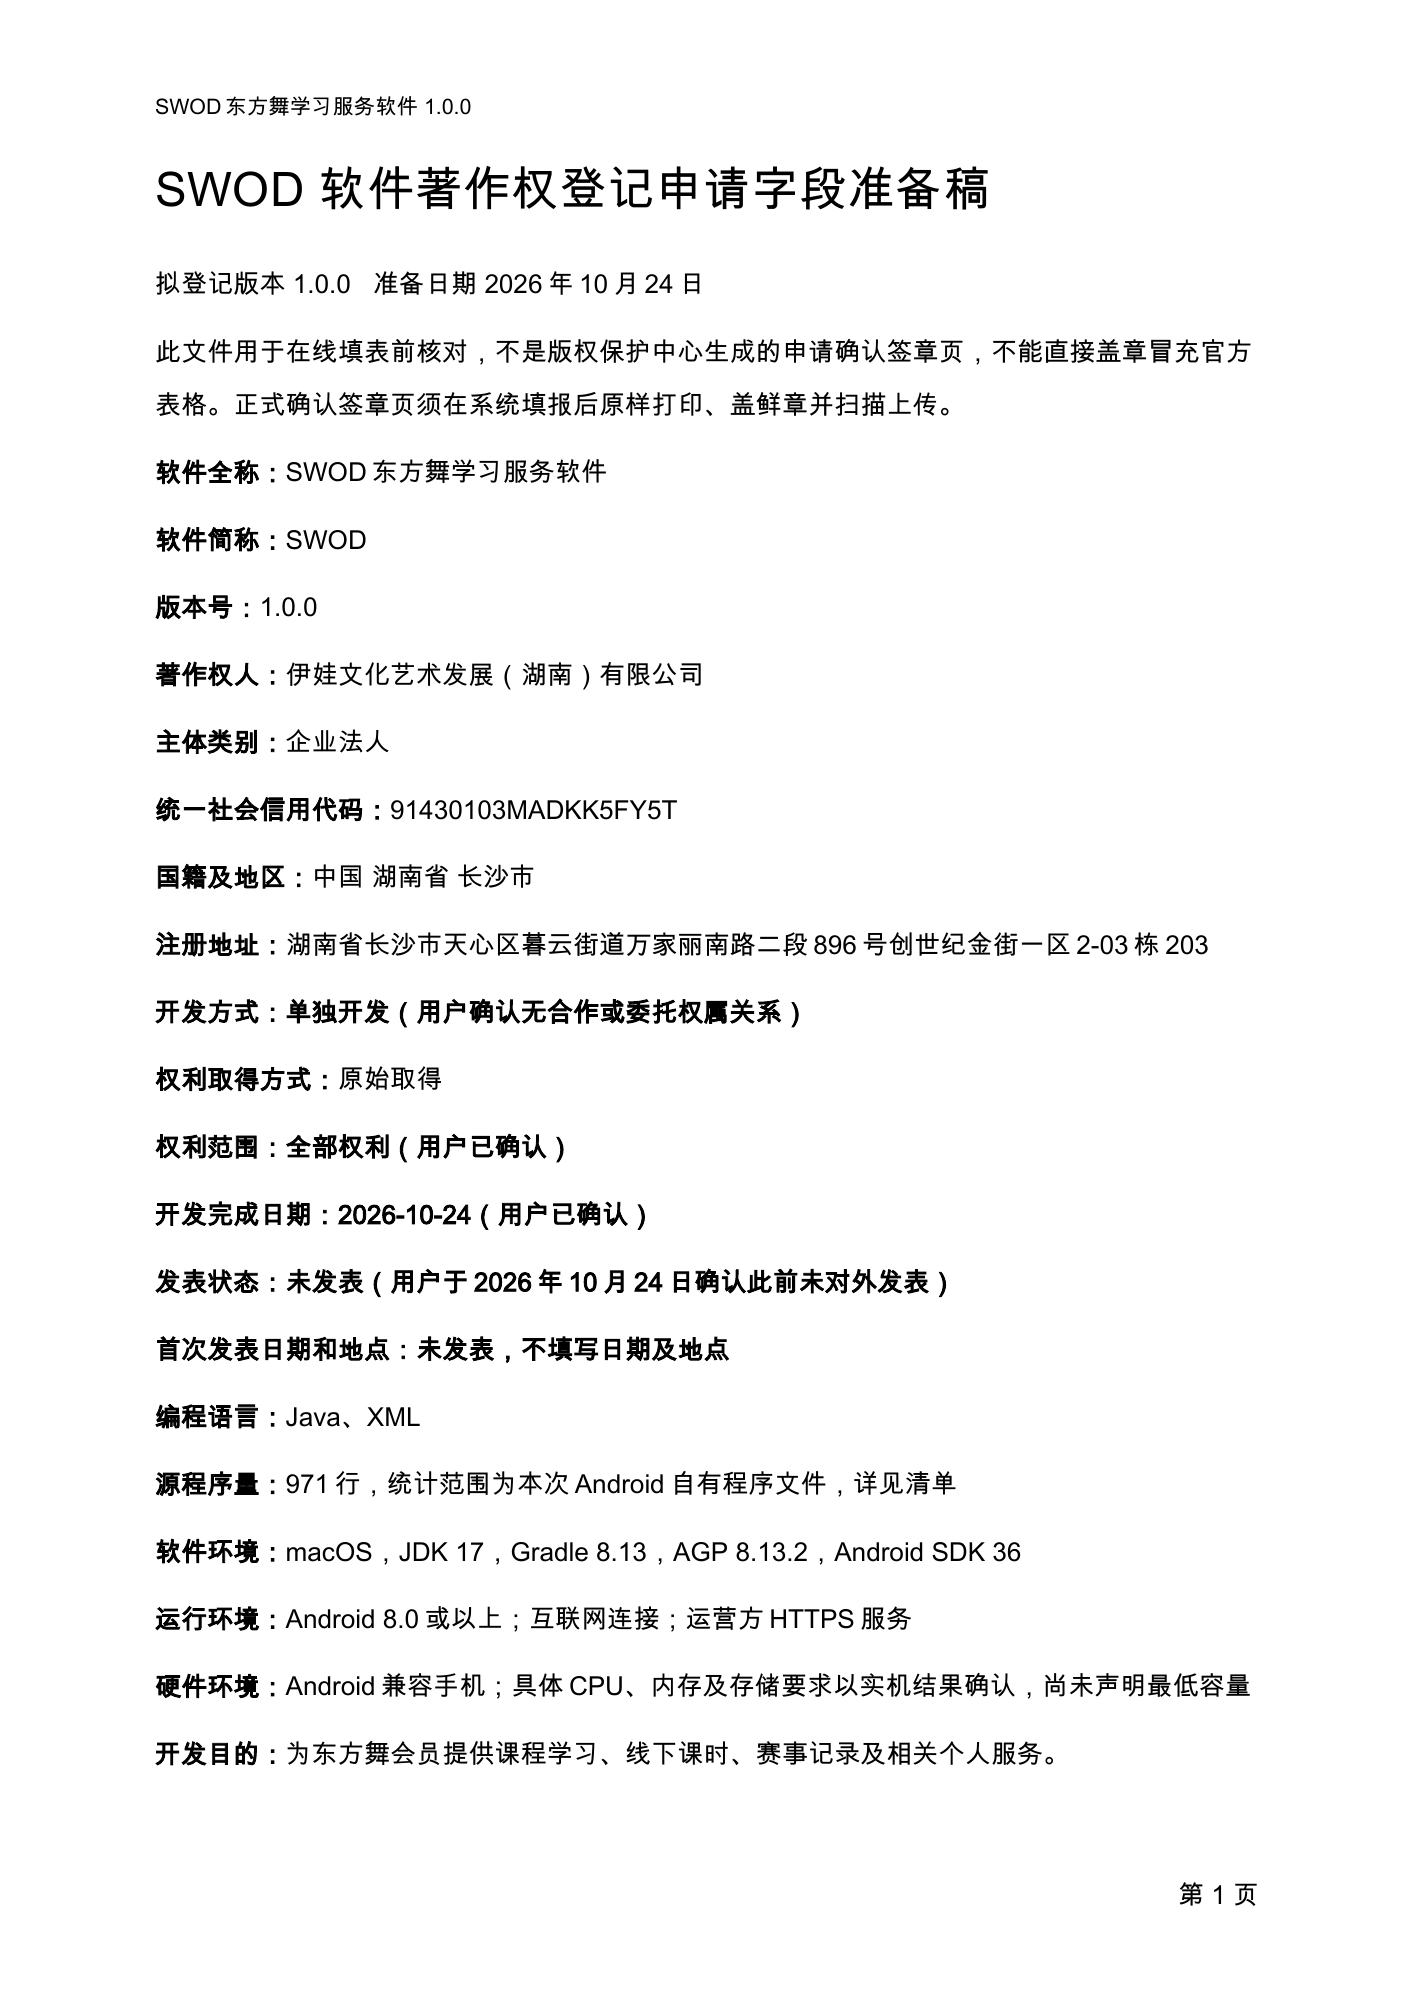 SWOD 东方舞学习服务软件 1.0.0
SWOD 软件著作权登记申请字段准备稿
拟登记版本 1.0.0 准备日期 2026 年 10 月 24 日
此文件用于在线填表前核对，不是版权保护中心生成的申请确认签章页，不能直接盖章冒充官方
表格。正式确认签章页须在系统填报后原样打印、盖鲜章并扫描上传。
软件全称：SWOD 东方舞学习服务软件
软件简称：SWOD
版本号：1.0.0
著作权人：伊娃文化艺术发展（湖南）有限公司
主体类别：企业法人
统一社会信用代码：91430103MADKK5FY5T
国籍及地区：中国 湖南省 长沙市
注册地址：湖南省长沙市天心区暮云街道万家丽南路二段 896 号创世纪金街一区 2-03 栋 203
开发方式：单独开发（用户确认无合作或委托权属关系）
权利取得方式：原始取得
权利范围：全部权利（用户已确认）
开发完成日期：2026-10-24（用户已确认）
发表状态：未发表（用户于 2026 年 10 月 24 日确认此前未对外发表）
首次发表日期和地点：未发表，不填写日期及地点
编程语言：Java、XML
源程序量：971 行，统计范围为本次 Android 自有程序文件，详见清单
软件环境：macOS，JDK 17，Gradle 8.13，AGP 8.13.2，Android SDK 36
运行环境：Android 8.0 或以上；互联网连接；运营方 HTTPS 服务
硬件环境：Android 兼容手机；具体 CPU、内存及存储要求以实机结果确认，尚未声明最低容量
开发目的：为东方舞会员提供课程学习、线下课时、赛事记录及相关个人服务。
第 1 页